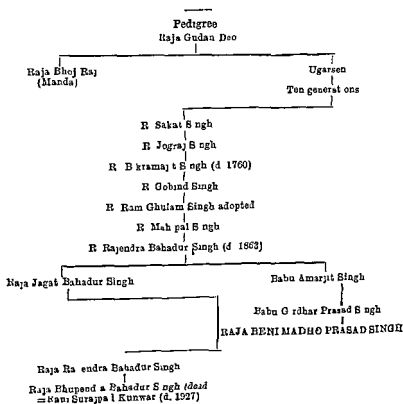 Pedigree
Raja Gudan Deo
Raja Bhoj Raj
(Manda)
Ugarsen
Ten generat ons
R Sakat S ngh
R Jograj S ngh
R B kramaj t S ngh (d 1760)
R Gobind Singh
R Ram Ghulam Singh adopted
R Mah pal S ngh
R Rajendra Bahadur Singh (d 1863)
Raja Jagat Bahadur Singh
Babu Amarjit Singh
Babu G rdhar Prasad S ngh
RAJA BENI MADHO PRASAD SINGH
Raja Ra endra Bahadur Singh
Raja Bhupend a Bahadur S ngh (dead
=Rani Surajpa l Kunwar (d. 1927)